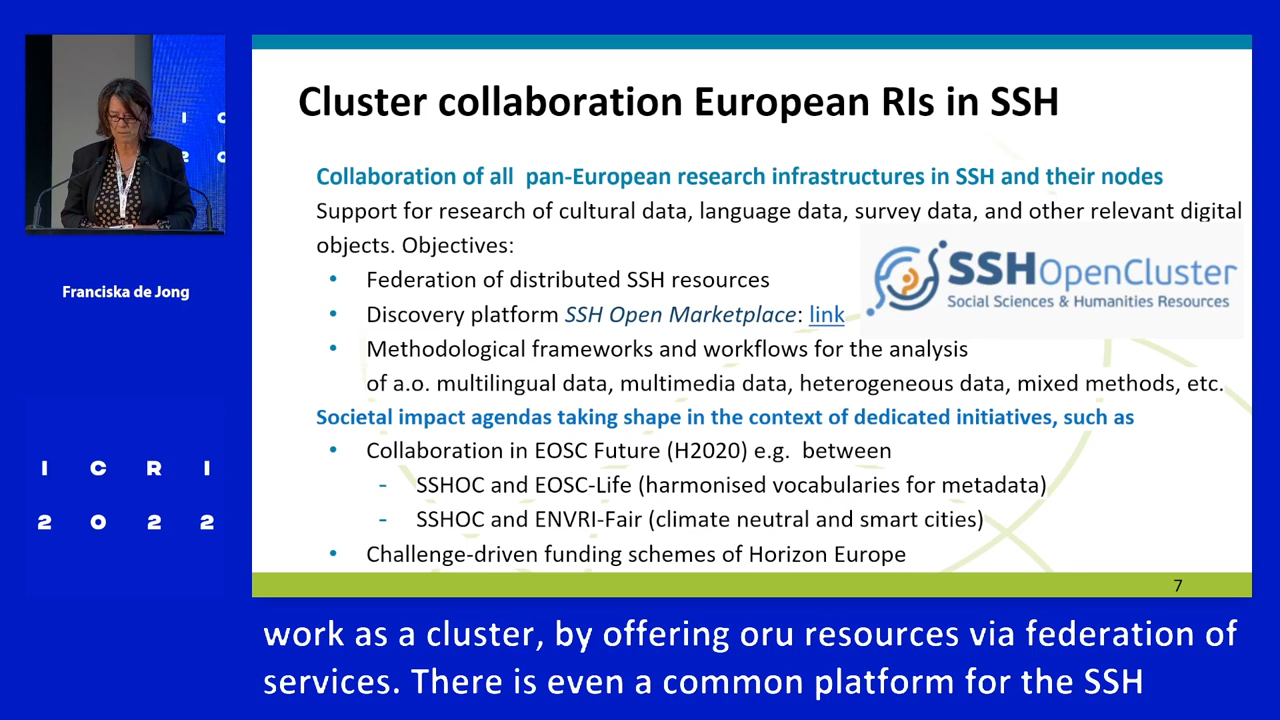 I C
2 0
Franciska de Jong
I C R I
2 0 2 2
Cluster collaboration European RIs in SSH
Collaboration of all pan-European research infrastructures in SSH and their nodes
Support for research of cultural data, language data, survey data, and other relevant digital
objects. Objectives:
• Federation of distributed SSH resources
• Discovery platform SSH Open Marketplace: link
SSHOpenCluster
Social Sciences & Humanities Resources
• Methodological frameworks and workflows for the analysis
of a.o. multilingual data, multimedia data, heterogeneous data, mixed methods, etc.
Societal impact agendas taking shape in the context of dedicated initiatives, such as
• Collaboration in EOSC Future (H2020) e.g. between
- SSHOC and EOSC-Life (harmonised vocabularies for metadata)
- SSHOC and ENVRI-Fair (climate neutral and smart cities)
• Challenge-driven funding schemes of Horizon Europe
7
work as a cluster, by offering oru resources via federation of
services. There is even a common platform for the SSH